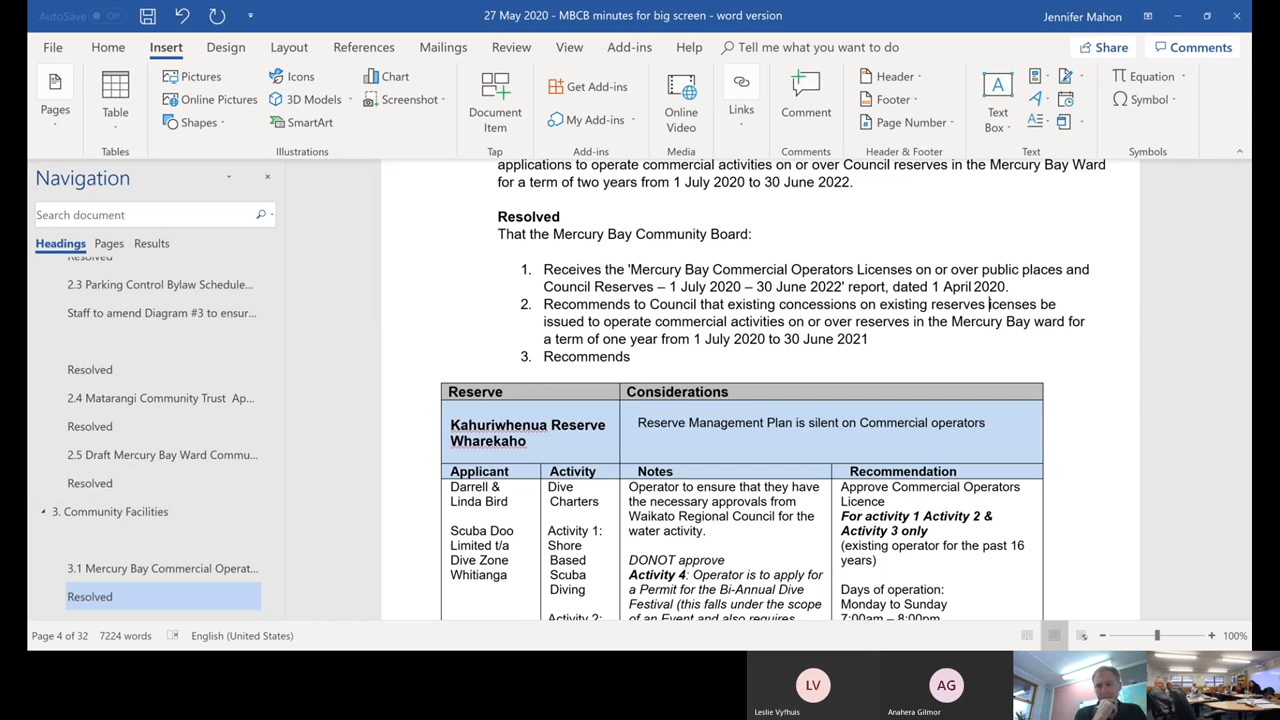 AutoSave Off
27 May 2020 - MBCB minutes for big screen - word version
Jennifer Mahon
File Home Insert Design Layout References Mailings Review View Add-ins Help Tell me what you want to do Share Comments
Pages
Table
Tables
Pictures
Online Pictures
Shapes
Icons
3D Models
SmartArt
Chart
Screenshot
Illustrations
Document Item
Tap
Get Add-ins
My Add-ins
Add-ins
Online Video
Media
Links
Comment
Comments
Header
Footer
Page Number
Header & Footer
Text Box
Text
Equation
Symbol
Symbols
Navigation
Search document
Headings Pages Results
Resolved
2.3 Parking Control Bylaw Schedule...
Staff to amend Diagram #3 to ensur...
Resolved
2.4 Matarangi Community Trust Ap...
Resolved
2.5 Draft Mercury Bay Ward Commu...
Resolved
3. Community Facilities
3.1 Mercury Bay Commercial Operat...
Resolved
applications to operate commercial activities on or over Council reserves in the Mercury Bay Ward
for a term of two years from 1 July 2020 to 30 June 2022.
Resolved
That the Mercury Bay Community Board:
1. Receives the 'Mercury Bay Commercial Operators Licenses on or over public places and
Council Reserves – 1 July 2020 – 30 June 2022' report, dated 1 April 2020.
2. Recommends to Council that existing concessions on existing reserves licenses be
issued to operate commercial activities on or over reserves in the Mercury Bay ward for
a term of one year from 1 July 2020 to 30 June 2021
3. Recommends
Reserve Considerations
Kahuriwhenua Reserve
Wharekaho
Reserve Management Plan is silent on Commercial operators
Applicant Activity Notes Recommendation
Darrell &
Linda Bird
Scuba Doo
Limited t/a
Dive Zone
Whitianga
Dive
Charters
Activity 1:
Shore
Based
Scuba
Diving
Activity 2:
Operator to ensure that they have
the necessary approvals from
Waikato Regional Council for the
water activity.
DONOT approve
Activity 4: Operator is to apply for
a Permit for the Bi-Annual Dive
Festival (this falls under the scope
of an Event and also requires
Approve Commercial Operators
Licence
For activity 1 Activity 2 &
Activity 3 only
(existing operator for the past 16
years)
Days of operation:
Monday to Sunday
7:00am – 8:00pm
Page 4 of 32 7224 words English (United States) 100%
LV
Leslie Vyfhuis
AG
Anahera Gilmor